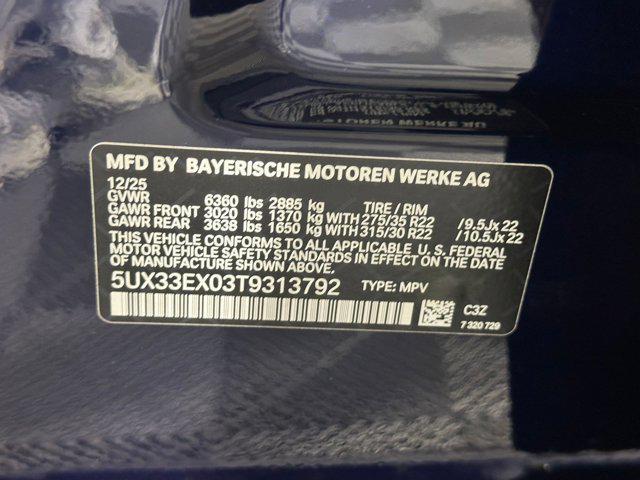 MFD BY BAYERISCHE MOTOREN WERKE AG
12/25
GVWR 6360 lbs 2885 kg TIRE / RIM
GAWR FRONT 3020 lbs 1370 kg WITH 275/35 R22 /9.5Jx22
GAWR REAR 3638 lbs 1650 kg WITH 315/30 R22 /10.5Jx22
THIS VEHICLE CONFORMS TO ALL APPLICABLE U. S. FEDERAL
MOTOR VEHICLE SAFETY STANDARDS IN EFFECT ON THE DATE
OF MANUFACTURE SHOWN ABOVE.
5UX33EX03T9313792 TYPE: MPV
C3Z
7 320 729